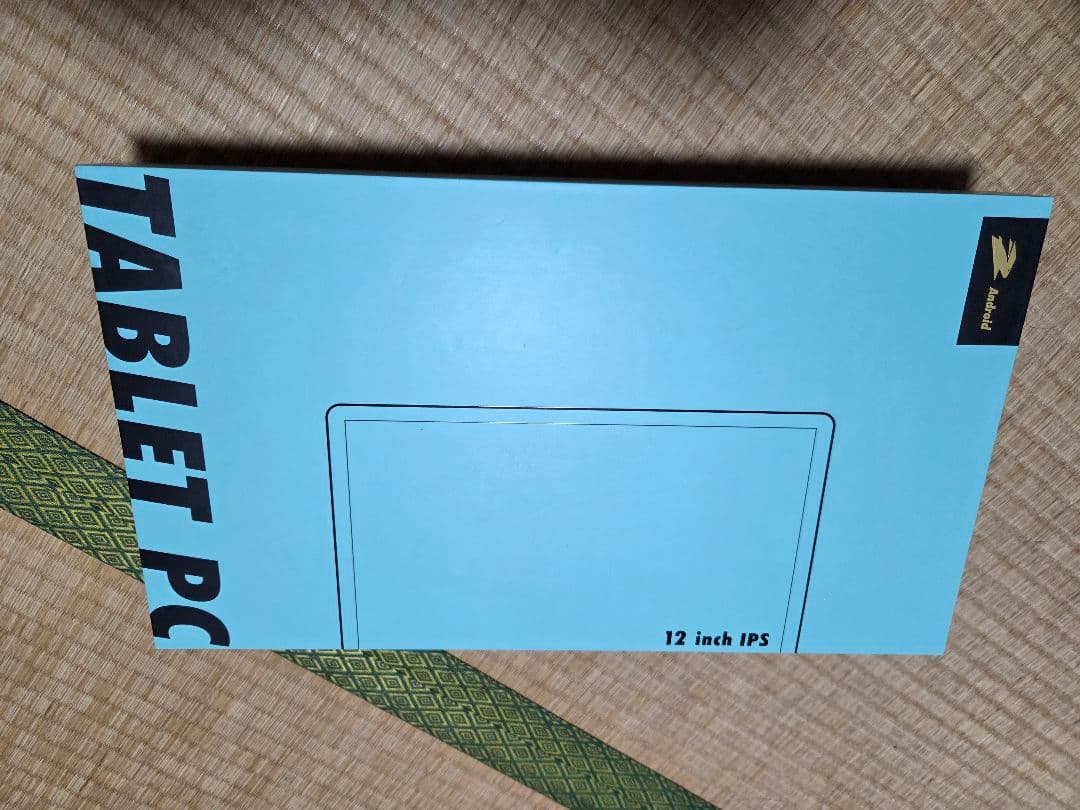 TABLET PC
Android
12 inch IPS